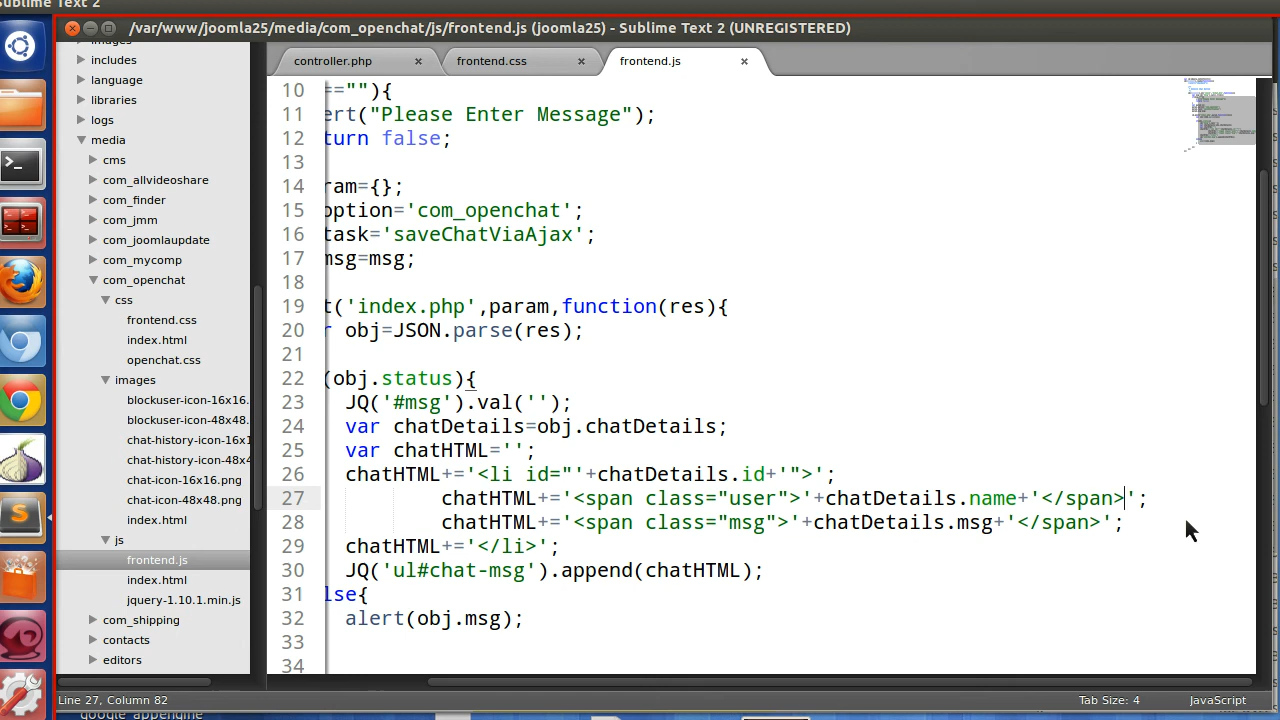 Sublime Text 2
/var/www/joomla25/media/com_openchat/js/frontend.js (joomla25) - Sublime Text 2 (UNREGISTERED)
images
includes
language
libraries
logs
media
cms
com_allvideoshare
com_finder
com_jmm
com_joomlaupdate
com_mycomp
com_openchat
css
frontend.css
index.html
openchat.css
images
blockuser-icon-16x16.
blockuser-icon-48x48.
chat-history-icon-16x1
chat-history-icon-48x4
chat-icon-16x16.png
chat-icon-48x48.png
index.html
js
frontend.js
index.html
jquery-1.10.1.min.js
com_shipping
contacts
editors
controller.php
frontend.css
frontend.js
10 ==""){
11 ert("Please Enter Message");
12 turn false;
13
14 ram={};
15 option='com_openchat';
16 task='saveChatViaAjax';
17 msg=msg;
18
19 t('index.php',param,function(res){
20 r obj=JSON.parse(res);
21
22 (obj.status){
23 JQ('#msg').val('');
24 var chatDetails=obj.chatDetails;
25 var chatHTML='';
26 chatHTML+='<li id="'+chatDetails.id+'">';
27 chatHTML+='<span class="user">'+chatDetails.name+'</span>';
28 chatHTML+='<span class="msg">'+chatDetails.msg+'</span>';
29 chatHTML+='</li>';
30 JQ('ul#chat-msg').append(chatHTML);
31 lse{
32 alert(obj.msg);
33
34
Line 27, Column 82
Tab Size: 4
JavaScript
google appengine